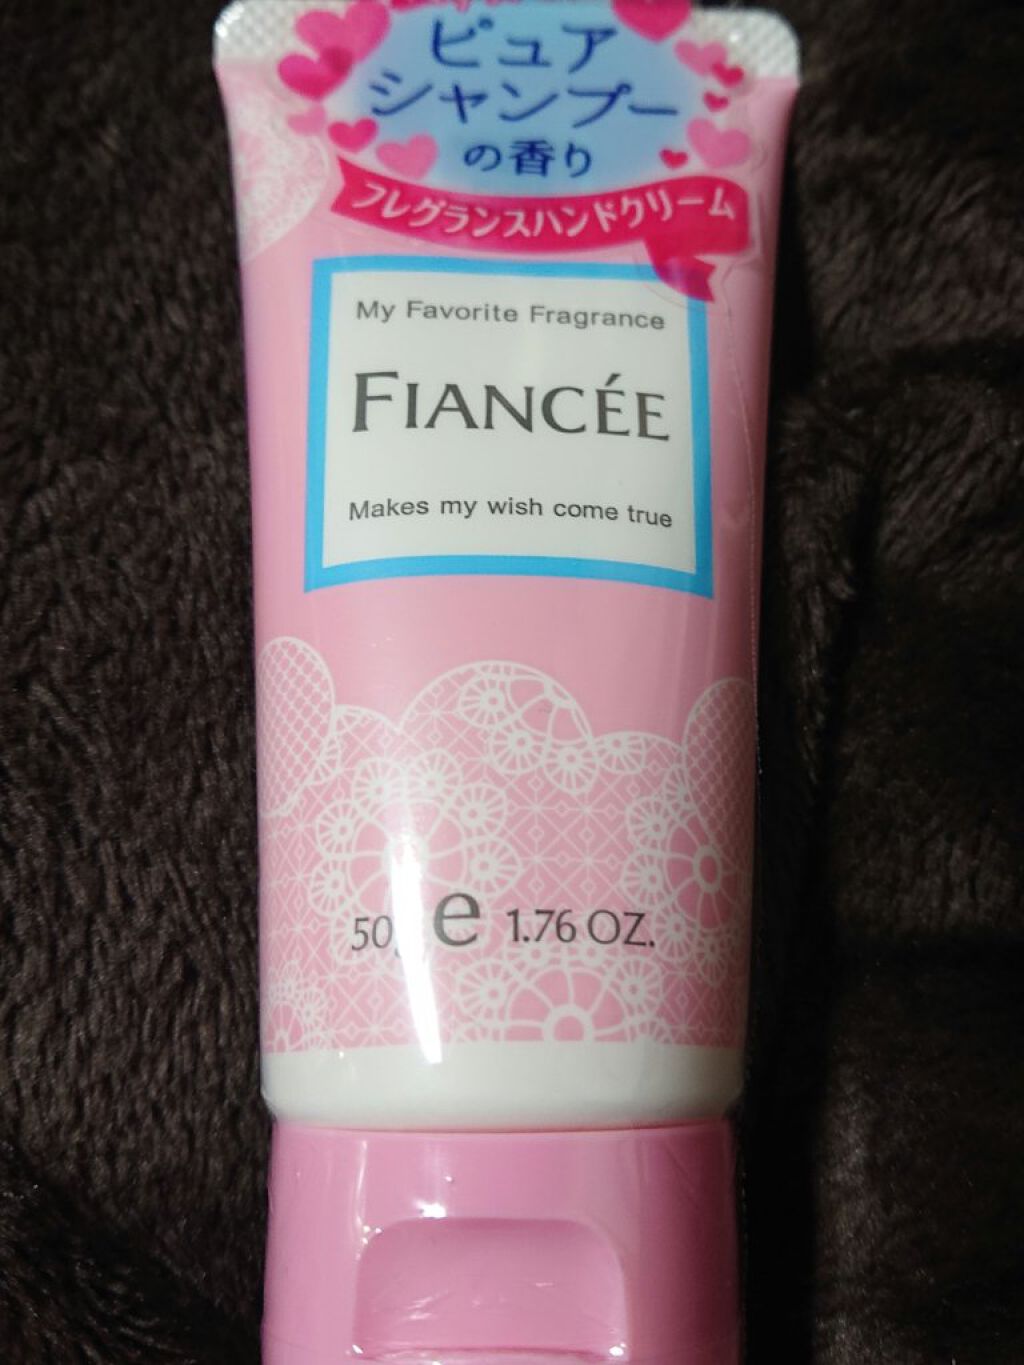 ピュア
シャンプー
の香り
フレグランスハンドクリーム
My Favorite Fragrance
FIANCÉE
Makes my wish come true
50g e 1.76 OZ.